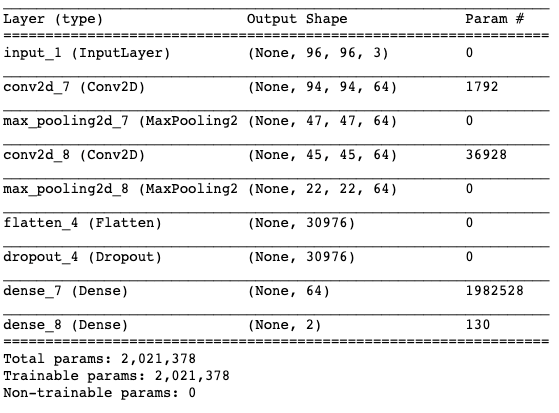 Layer (type) Output Shape Param #
input_1 (InputLayer) (None, 96, 96, 3) 0
conv2d_7 (Conv2D) (None, 94, 94, 64) 1792
max_pooling2d_7 (MaxPooling2 (None, 47, 47, 64) 0
conv2d_8 (Conv2D) (None, 45, 45, 64) 36928
max_pooling2d_8 (MaxPooling2 (None, 22, 22, 64) 0
flatten_4 (Flatten) (None, 30976) 0
dropout_4 (Dropout) (None, 30976) 0
dense_7 (Dense) (None, 64) 1982528
dense_8 (Dense) (None, 2) 130
Total params: 2,021,378
Trainable params: 2,021,378
Non-trainable params: 0